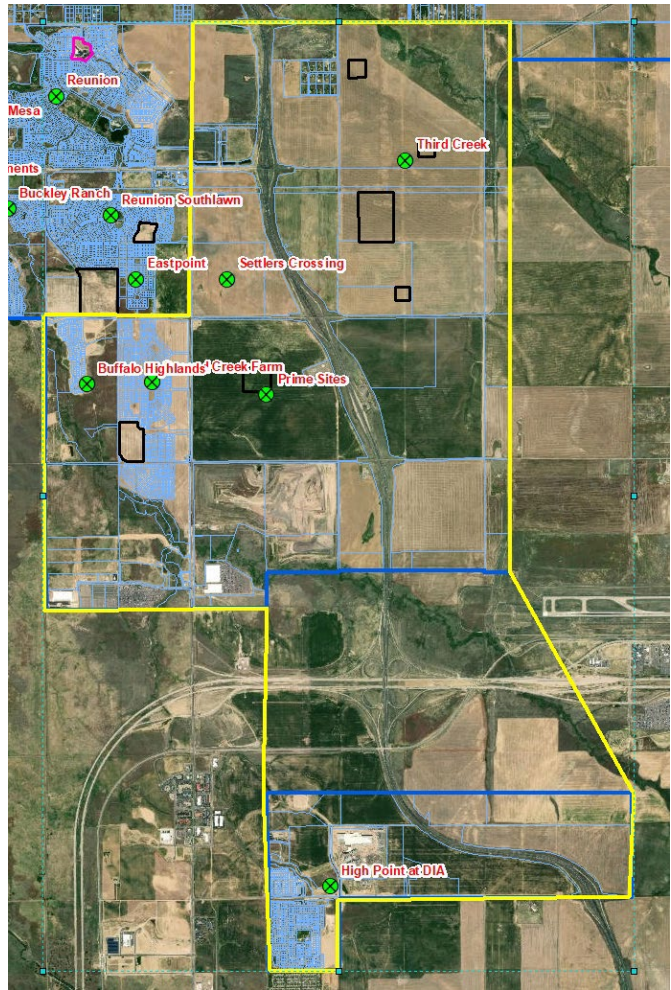 Reunion
Mesa
Third Creek
ments
Buckley Ranch
Reunion Southlawn
Eastpoint
Settlers Crossing
Buffalo Highlands
d Creek Farm
Prime Sites
High Point at DIA